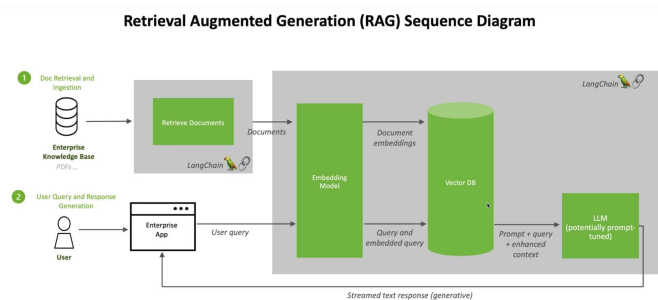 Retrieval Augmented Generation (RAG) Sequence Diagram
1
Doc Retrieval and
Ingestion
Enterprise
Knowledge Base
PDFs ...
Retrieve Documents
LangChain
Documents
LangChain
Embedding
Model
Document
embeddings
Vector DB
2
User Query and Response
Generation
User
Enterprise
App
User query
Query and
embedded query
Prompt +
query
+ enhanced
context
LLM
(potentially prompt-
tuned)
Streamed text response (generative)